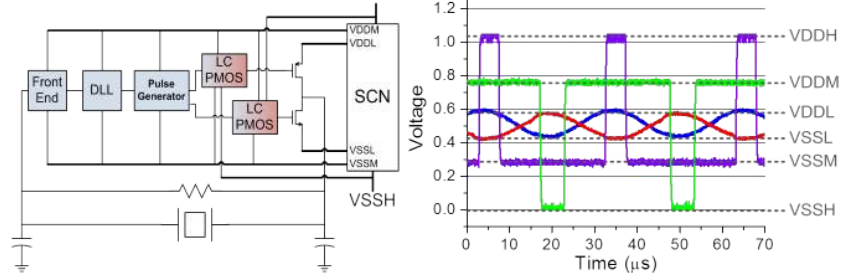 VDDM
VDDL
LC
PMOS
Front
End
DLL
Pulse
Generator
LC
PMOS
SCN
VSSL
VSSM
VSSH
Voltage
1.2
1.0
0.8
0.6
0.4
0.2
0.0
VDDH
VDDM
VDDL
VSSL
VSSM
VSSH
0 10 20 30 40 50 60 70
Time (μs)